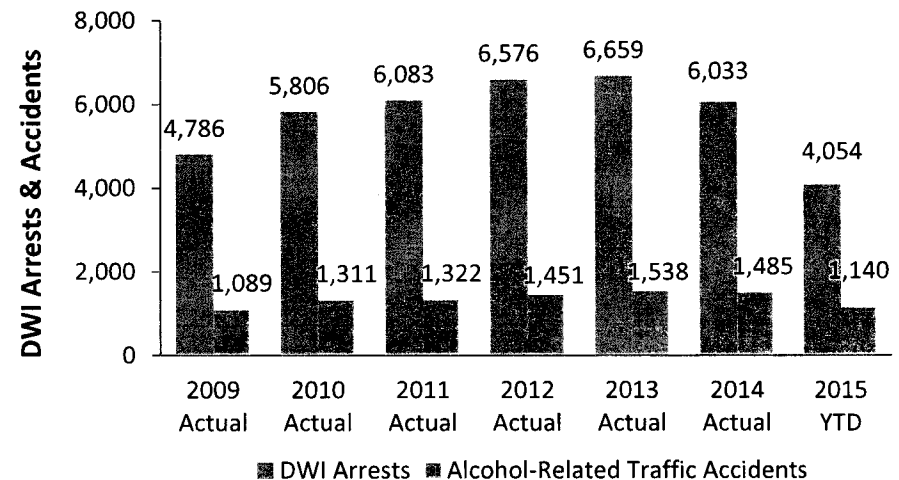 DWI Arrests & Accidents
8,000
6,000
4,000
2,000
0
4,786
1,089
5,806
1,311
6,083
1,322
6,576
1,451
6,659
1,538
6,033
1,485
4,054
1,140
2009
Actual
2010
Actual
2011
Actual
2012
Actual
2013
Actual
2014
Actual
2015
YTD
DWI Arrests
Alcohol-Related Traffic Accidents